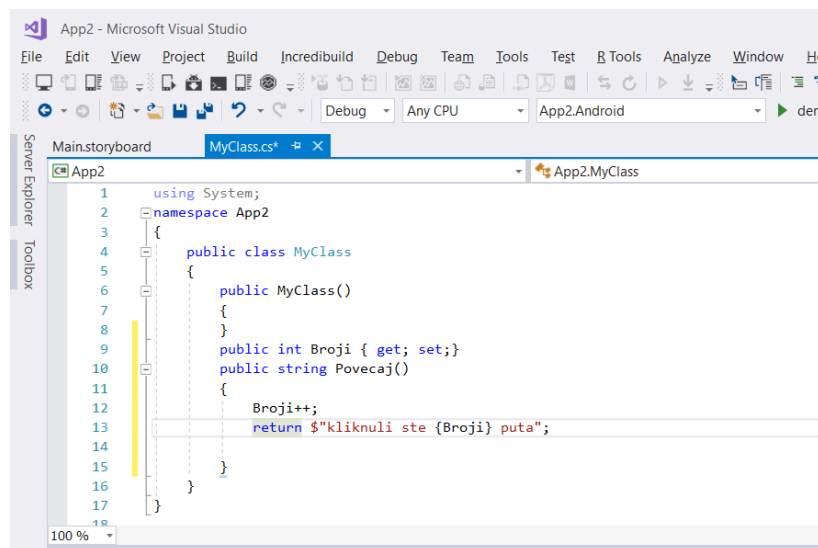 App2 - Microsoft Visual Studio
File Edit View Project Build Incredibuild Debug Team Tools Test R Tools Analyze Window H
Debug Any CPU App2.Android der
Server Explorer
Toolbox
Main.storyboard MyClass.cs*
C# App2 App2.MyClass
1 using System;
2 namespace App2
3 {
4 public class MyClass
5 {
6 public MyClass()
7 {
8 }
9 public int Broji { get; set;}
10 public string Povecaj()
11 {
12 Broji++;
13 return $"kliknuli ste {Broji} puta";
14
15 }
16 }
17 }
18
100 %